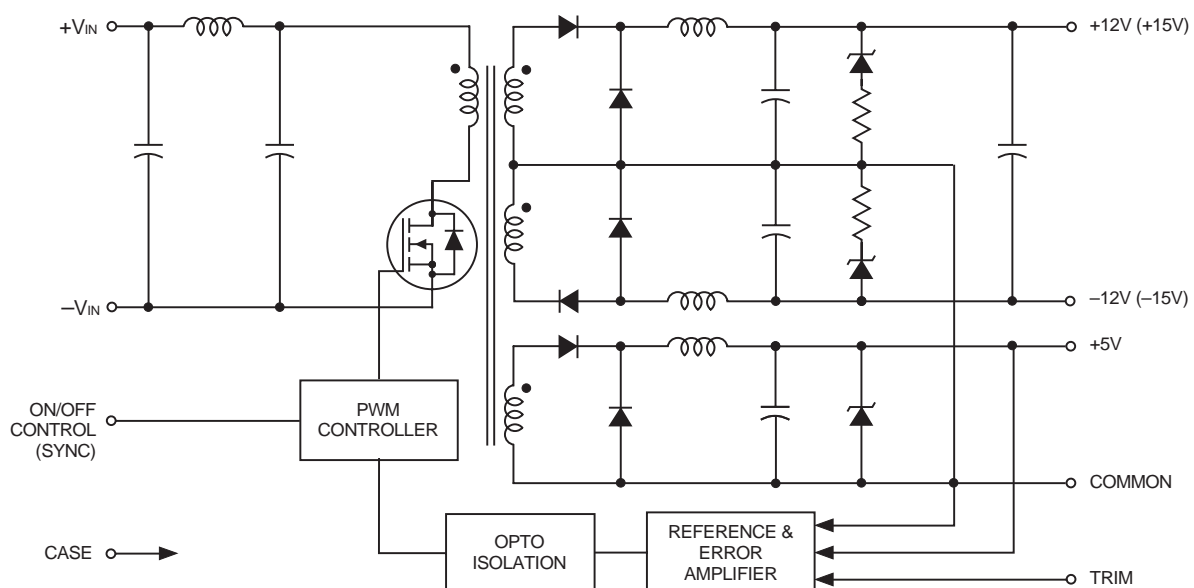 +VIN
–VIN
ON/OFF
CONTROL
(SYNC)
CASE
PWM
CONTROLLER
OPTO
ISOLATION
REFERENCE &
ERROR
AMPLIFIER
+12V (+15V)
–12V (–15V)
+5V
COMMON
TRIM